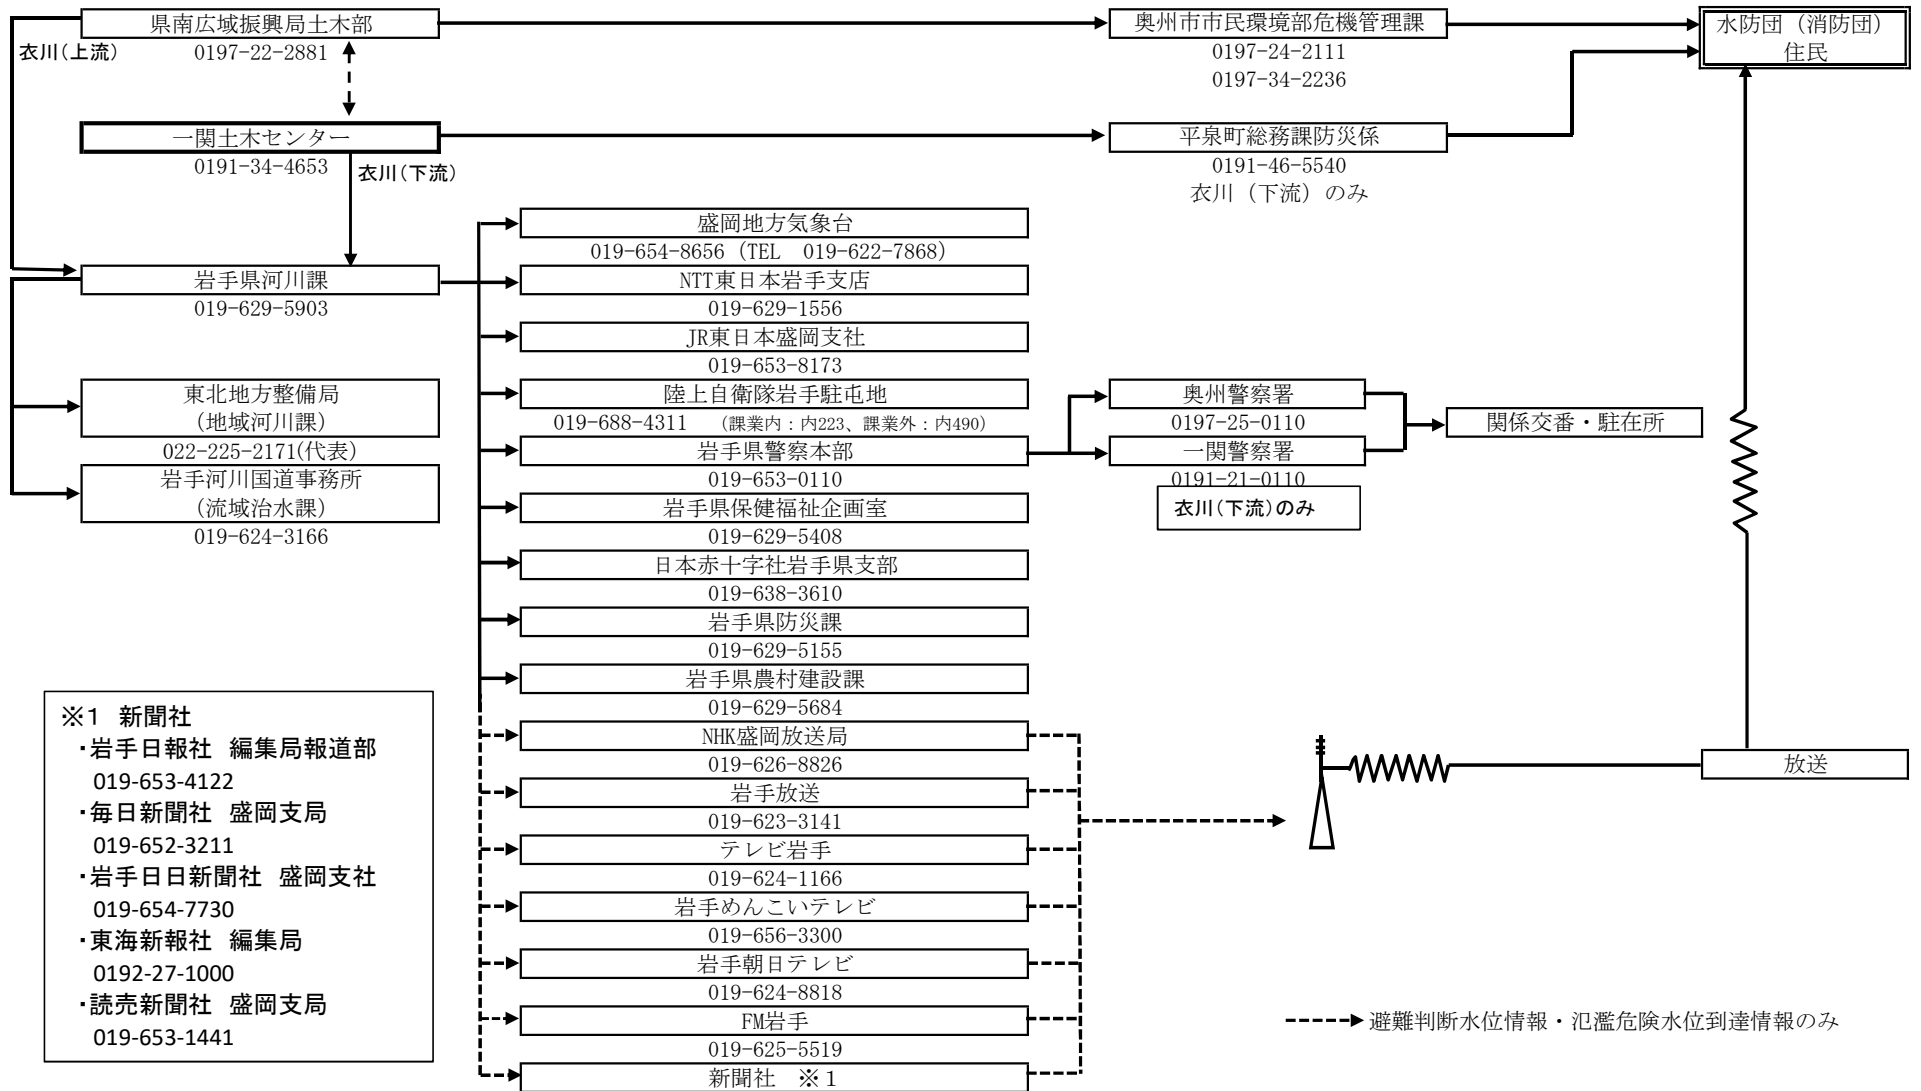 県南広域振興局土木部
0197-22-2881
衣川(上流)
奥州市市民環境部危機管理課
0197-24-2111
0197-34-2236
水防団（消防団）
住民
一関土木センター
0191-34-4653
衣川(下流)
平泉町総務課防災係
0191-46-5540
衣川（下流）のみ
岩手県河川課
019-629-5903
東北地方整備局
(地域河川課)
022-225-2171(代表)
岩手河川国道事務所
(流域治水課)
019-624-3166
盛岡地方気象台
019-654-8656（TEL　019-622-7868）
NTT東日本岩手支店
019-629-1556
JR東日本盛岡支社
019-653-8173
陸上自衛隊岩手駐屯地
019-688-4311　（課業内：内223、課業外：内490）
岩手県警察本部
019-653-0110
岩手県保健福祉企画室
019-629-5408
日本赤十字社岩手県支部
019-638-3610
岩手県防災課
019-629-5155
岩手県農村建設課
019-629-5684
NHK盛岡放送局
019-626-8826
岩手放送
019-623-3141
テレビ岩手
019-624-1166
岩手めんこいテレビ
019-656-3300
岩手朝日テレビ
019-624-8818
FM岩手
019-625-5519
新聞社　※１
奥州警察署
0197-25-0110
一関警察署
0191-21-0110
衣川(下流)のみ
関係交番・駐在所
放送
※１　新聞社
・岩手日報社　編集局報道部
019-653-4122
・毎日新聞社　盛岡支局
019-652-3211
・岩手日日新聞社　盛岡支社
019-654-7730
・東海新報社　編集局
0192-27-1000
・読売新聞社　盛岡支局
019-653-1441
避難判断水位情報・氾濫危険水位到達情報のみ